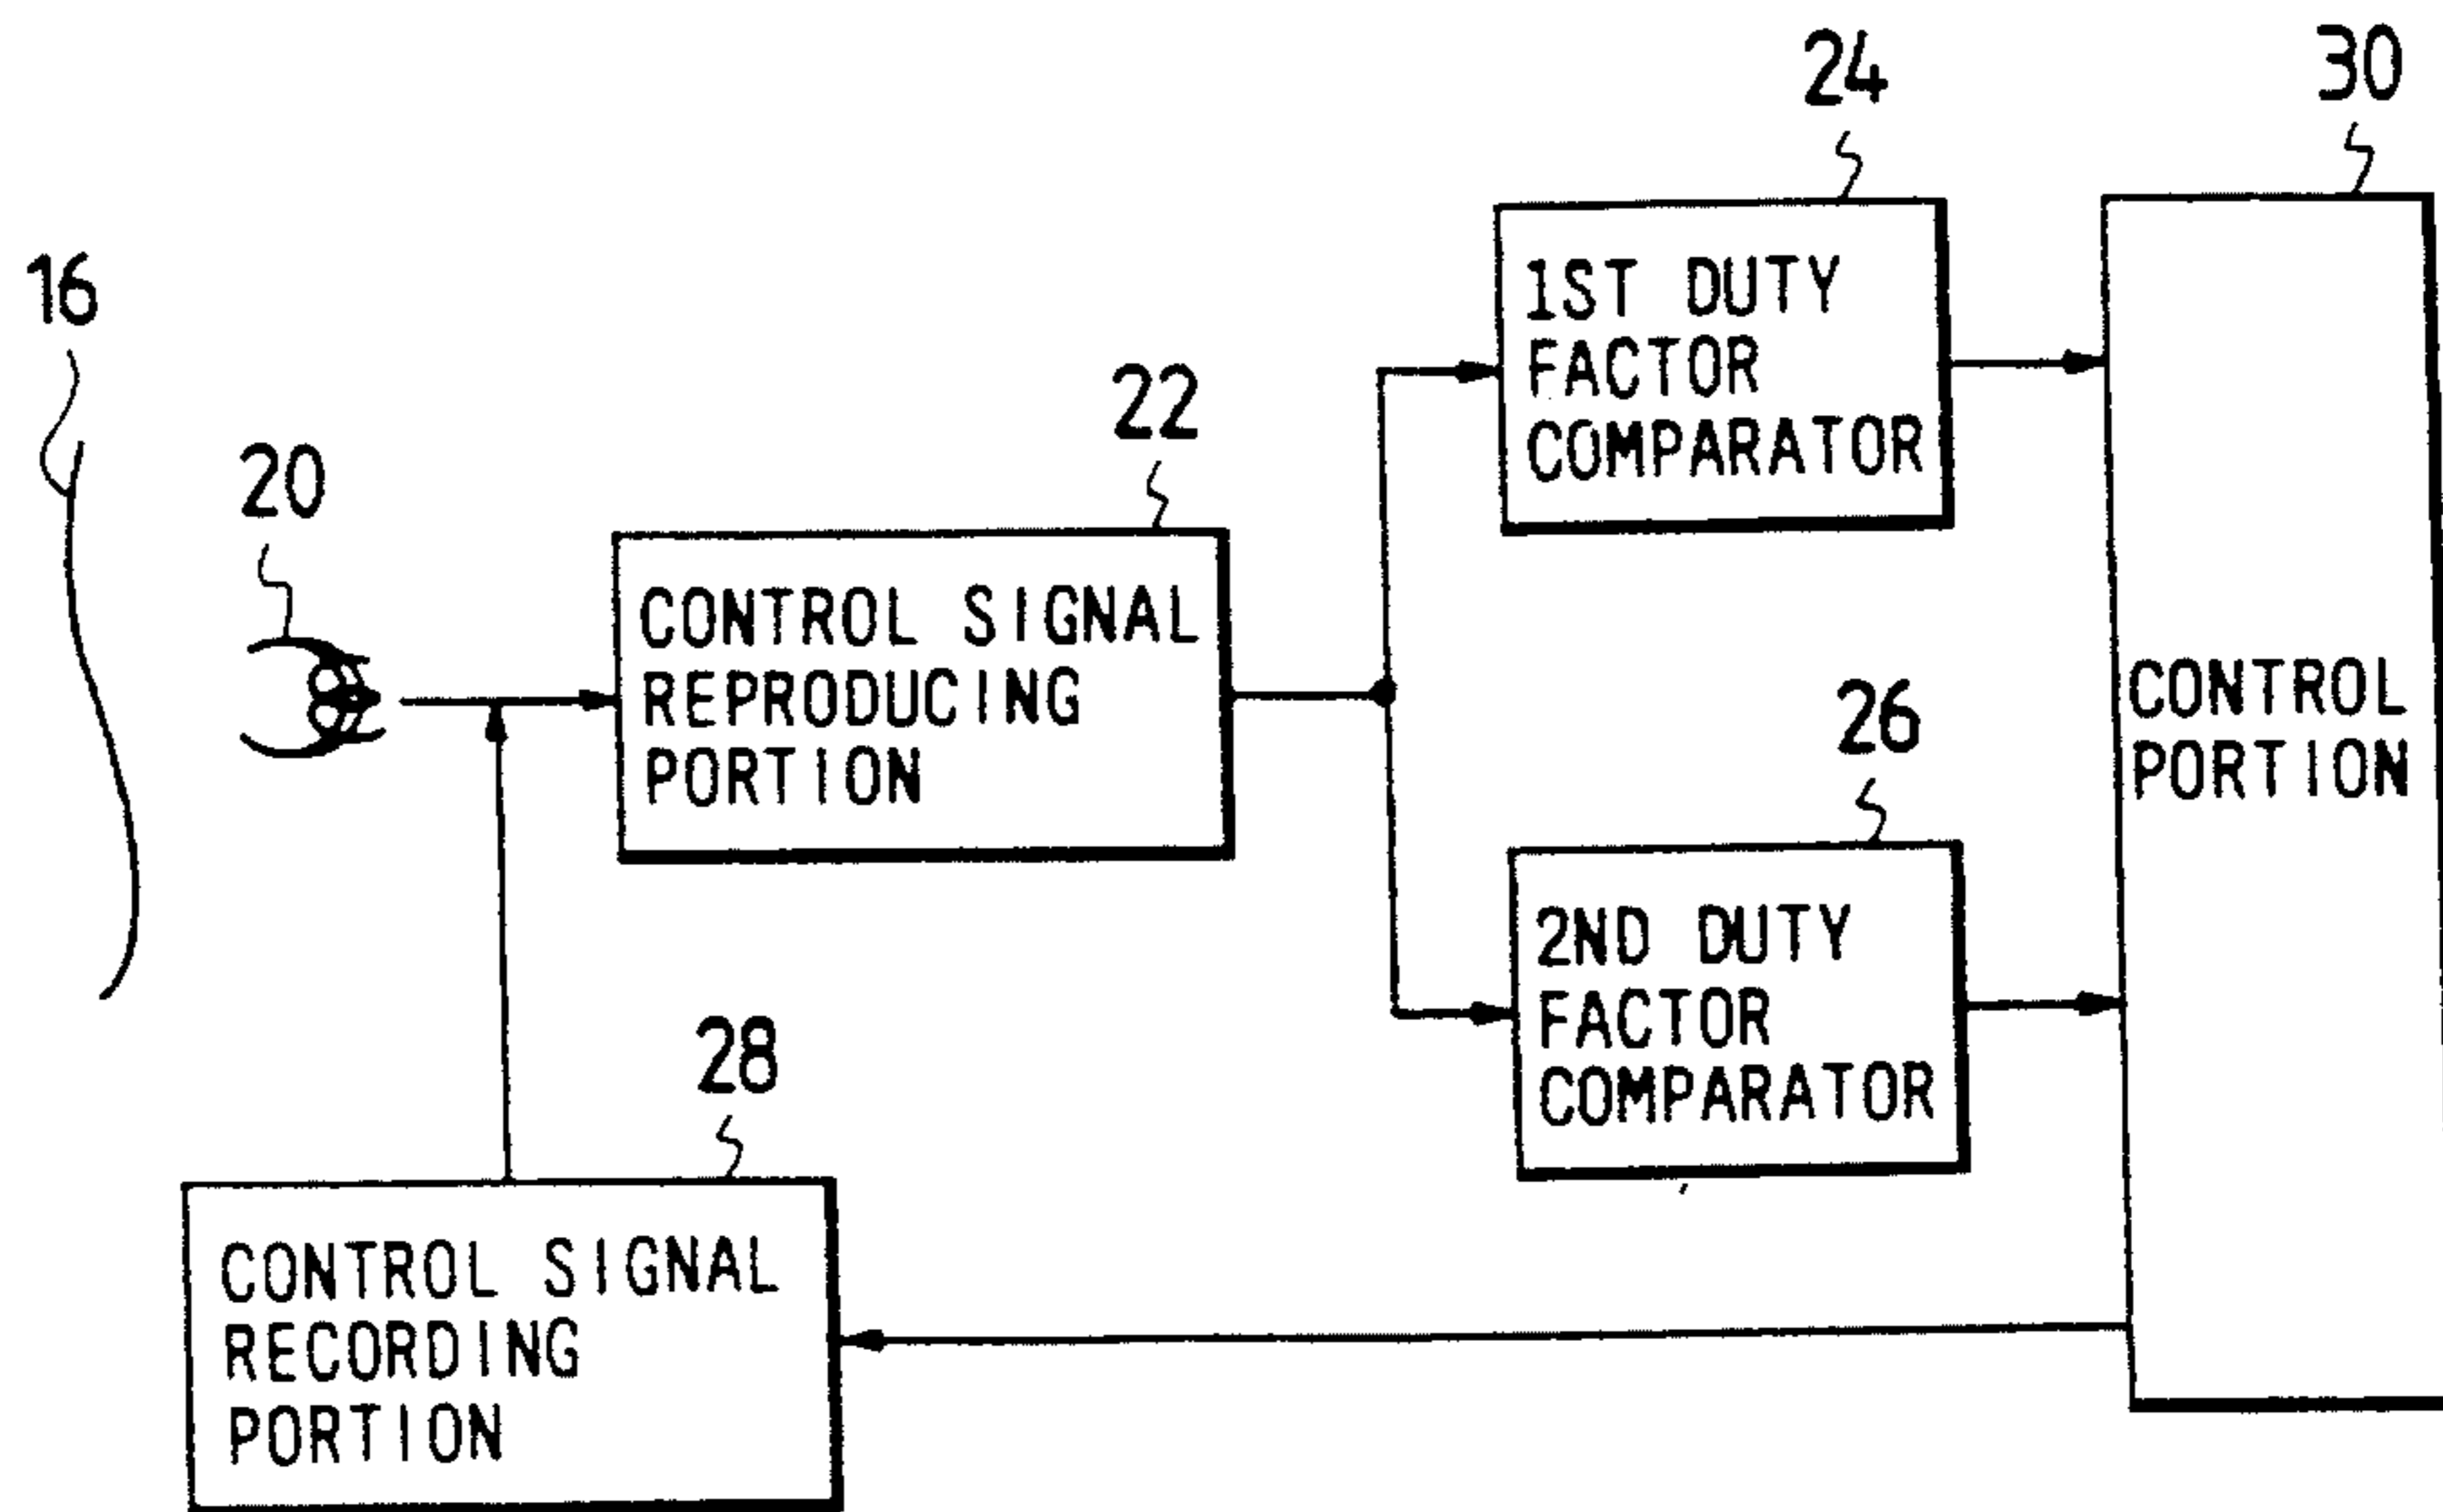 24
30
16
1ST DUTY
FACTOR
COMPARATOR
22
20
CONTROL SIGNAL
REPRODUCING
PORTION
CONTROL
PORTION
26
2ND DUTY
FACTOR
COMPARATOR
28
CONTROL SIGNAL
RECORDING
PORTION